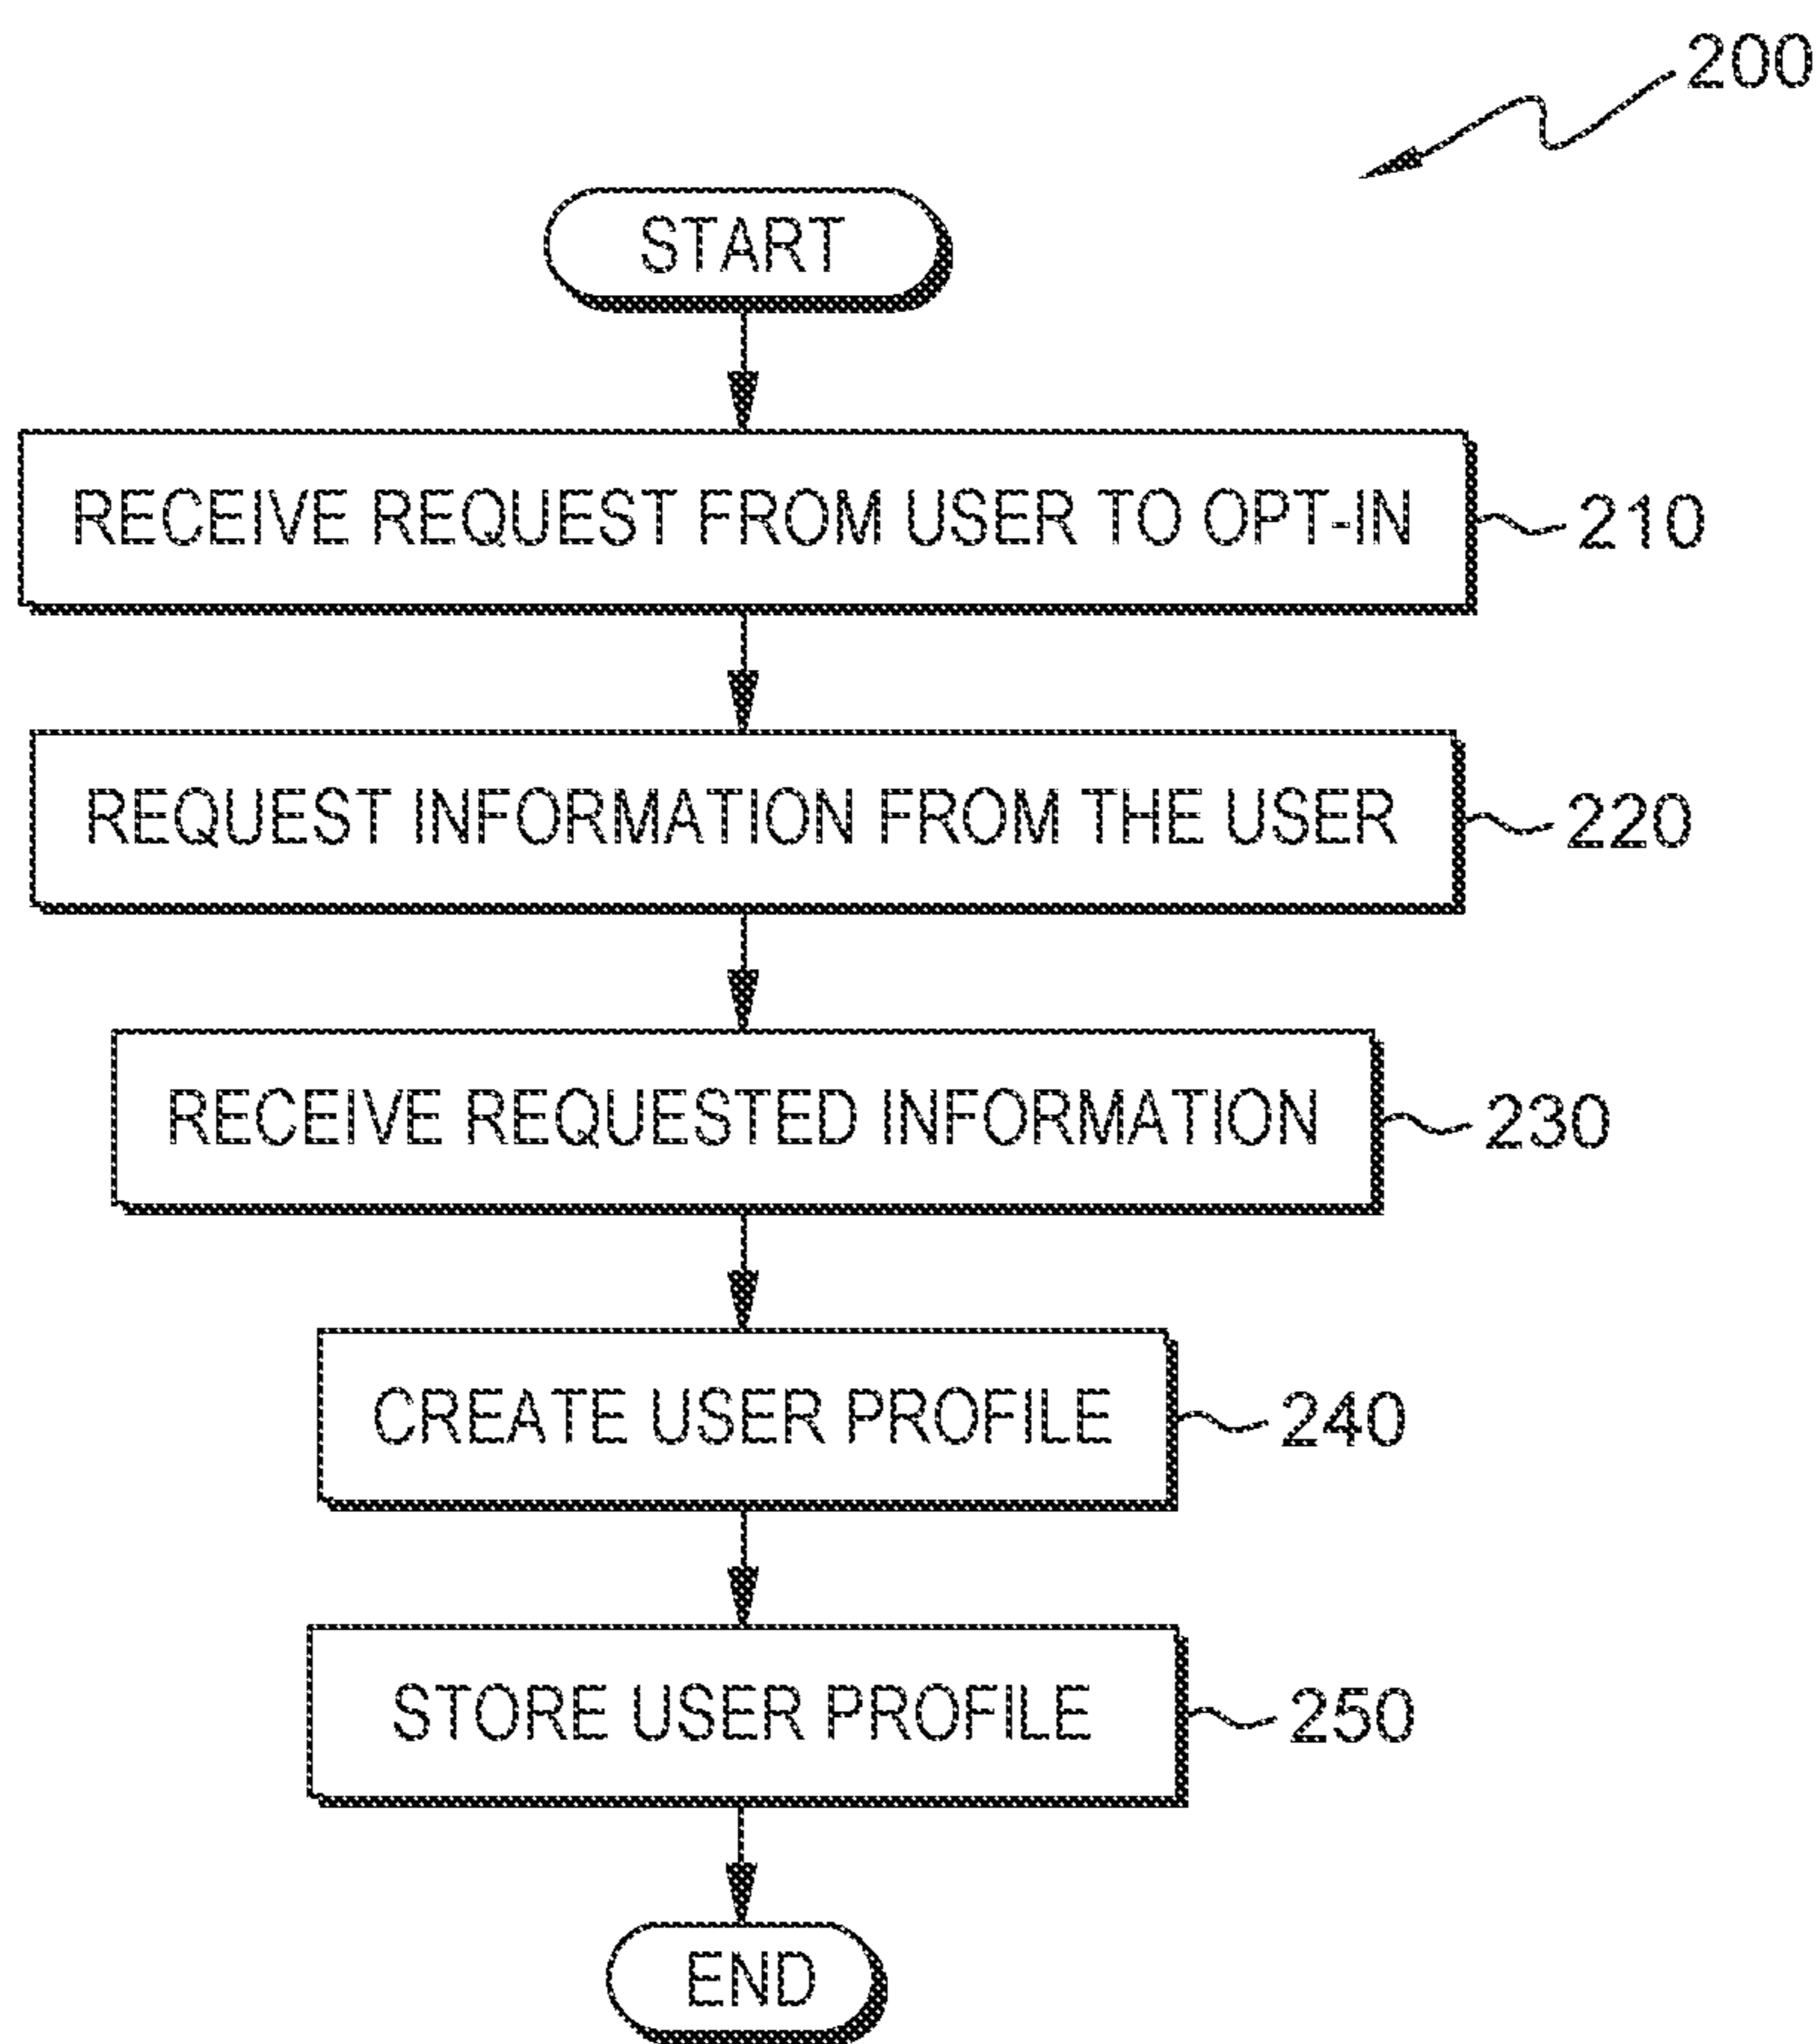 200
START
RECEIVE REQUEST FROM USER TO OPT-IN 210
REQUEST INFORMATION FROM THE USER 220
RECEIVE REQUESTED INFORMATION 230
CREATE USER PROFILE 240
STORE USER PROFILE 250
END